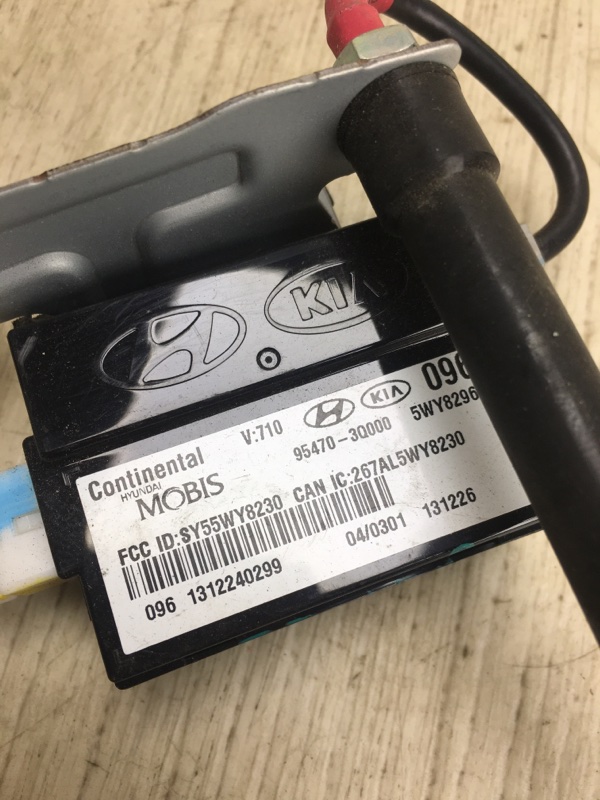 KIA
Continental V:710 KIA 096
HYUNDAI 95470-3Q000 5WY8296
MOBIS
FCC ID:SY55WY8230 CAN IC:267AL5WY8230
04/0301 131226
096 1312240299